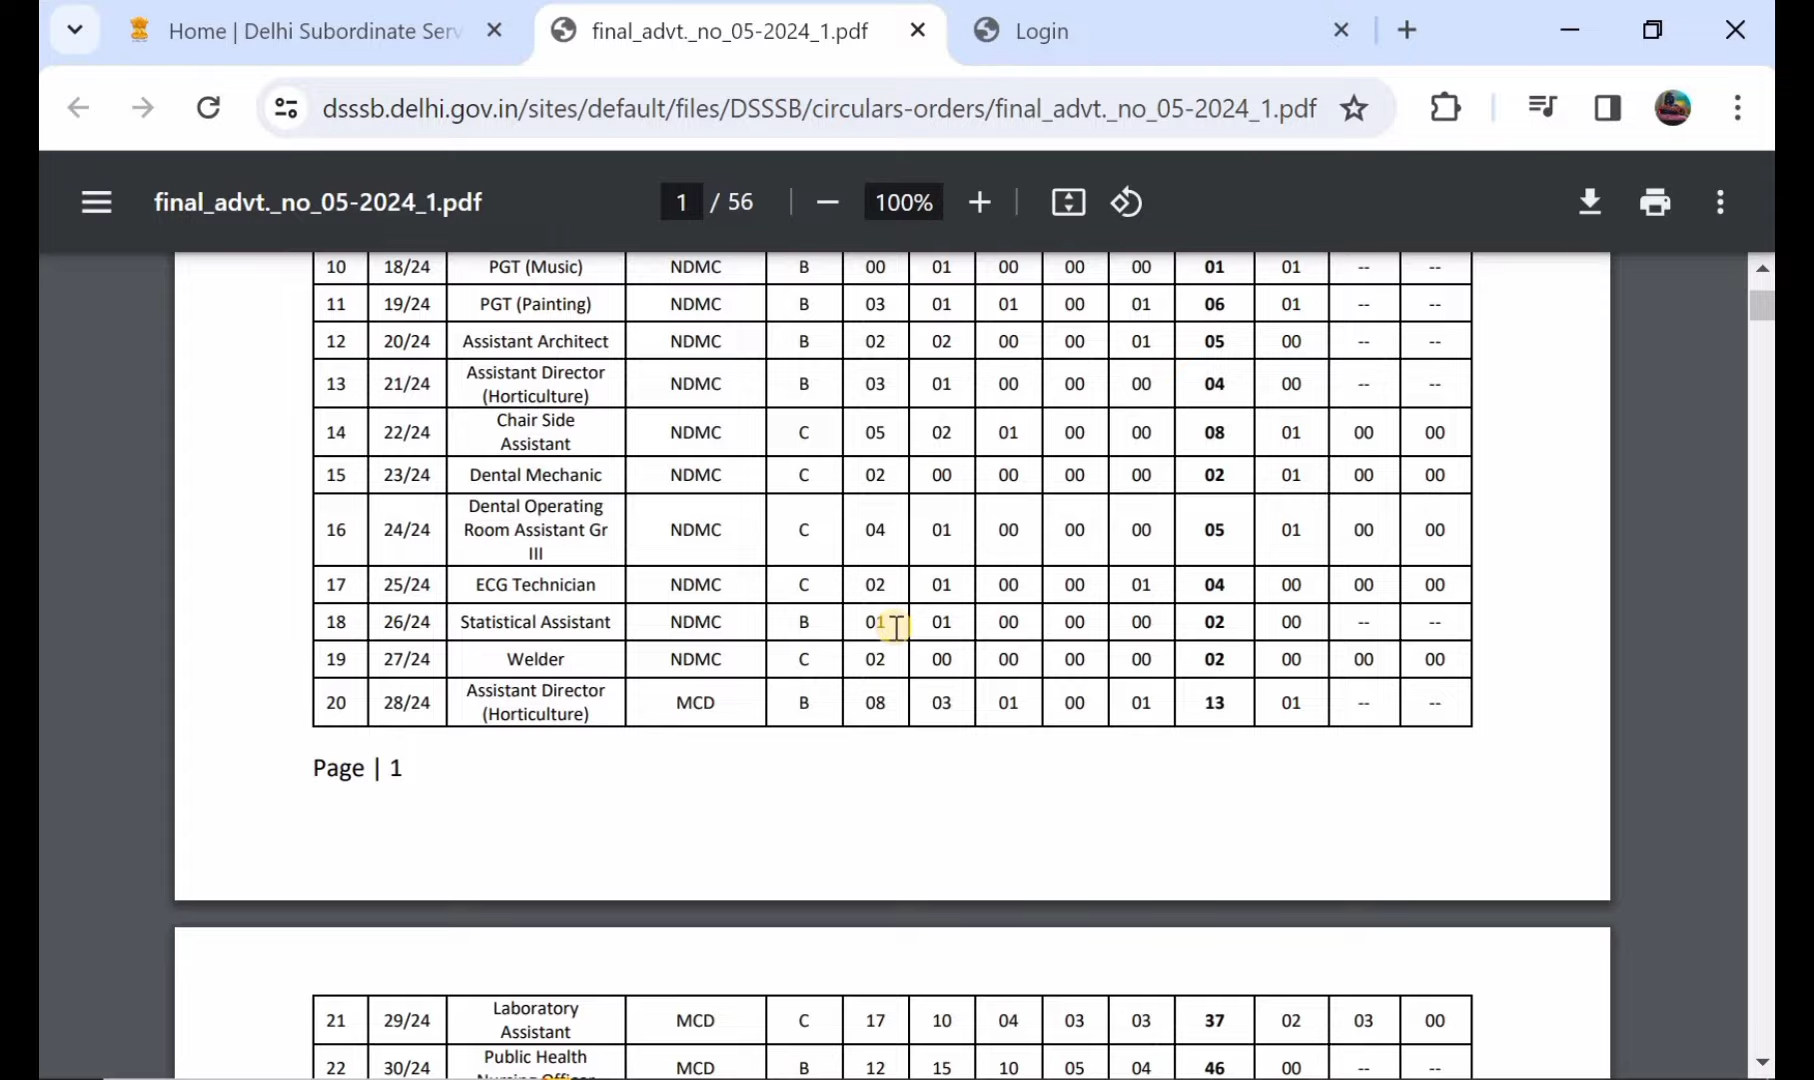 Home | Delhi Subordinate Serv
final_advt._no_05-2024_1.pdf
Login
dsssb.delhi.gov.in/sites/default/files/DSSSB/circulars-orders/final_advt._no_05-2024_1.pdf
final_advt._no_05-2024_1.pdf
1 / 56
100%
10 18/24 PGT (Music) NDMC B 00 01 00 00 00 01 01 -- --
11 19/24 PGT (Painting) NDMC B 03 01 01 00 01 06 01 -- --
12 20/24 Assistant Architect NDMC B 02 02 00 00 01 05 00 -- --
13 21/24 Assistant Director
(Horticulture) NDMC B 03 01 00 00 00 04 00 -- --
14 22/24 Chair Side
Assistant NDMC C 05 02 01 00 00 08 01 00 00
15 23/24 Dental Mechanic NDMC C 02 00 00 00 00 02 01 00 00
16 24/24 Dental Operating
Room Assistant Gr
III NDMC C 04 01 00 00 00 05 01 00 00
17 25/24 ECG Technician NDMC C 02 01 00 00 01 04 00 00 00
18 26/24 Statistical Assistant NDMC B 01 01 00 00 00 02 00 -- --
19 27/24 Welder NDMC C 02 00 00 00 00 02 00 00 00
20 28/24 Assistant Director
(Horticulture) MCD B 08 03 01 00 01 13 01 -- --
Page | 1
21 29/24 Laboratory
Assistant MCD C 17 10 04 03 03 37 02 03 00
22 30/24 Public Health
Nursing Officer MCD B 12 15 10 05 04 46 00 -- --